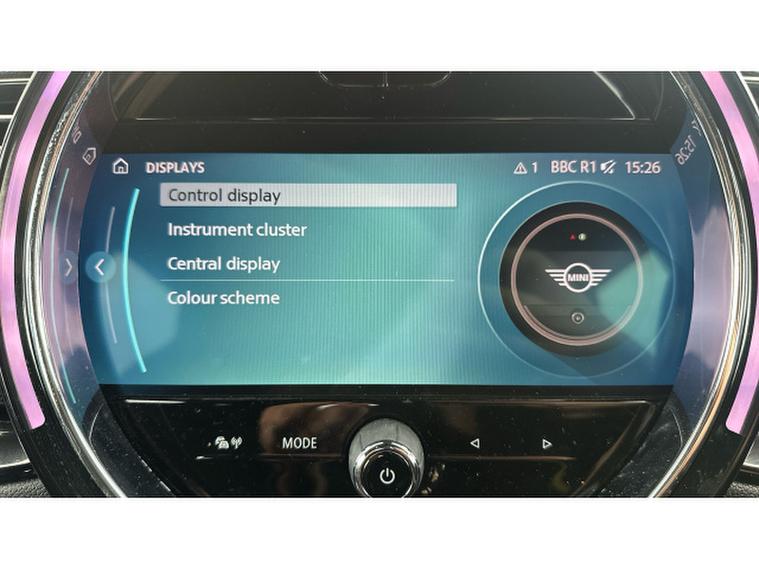 DISPLAYS 1 BBC R1 15:26
Control display
Instrument cluster
Central display
Colour scheme
MINI
MODE